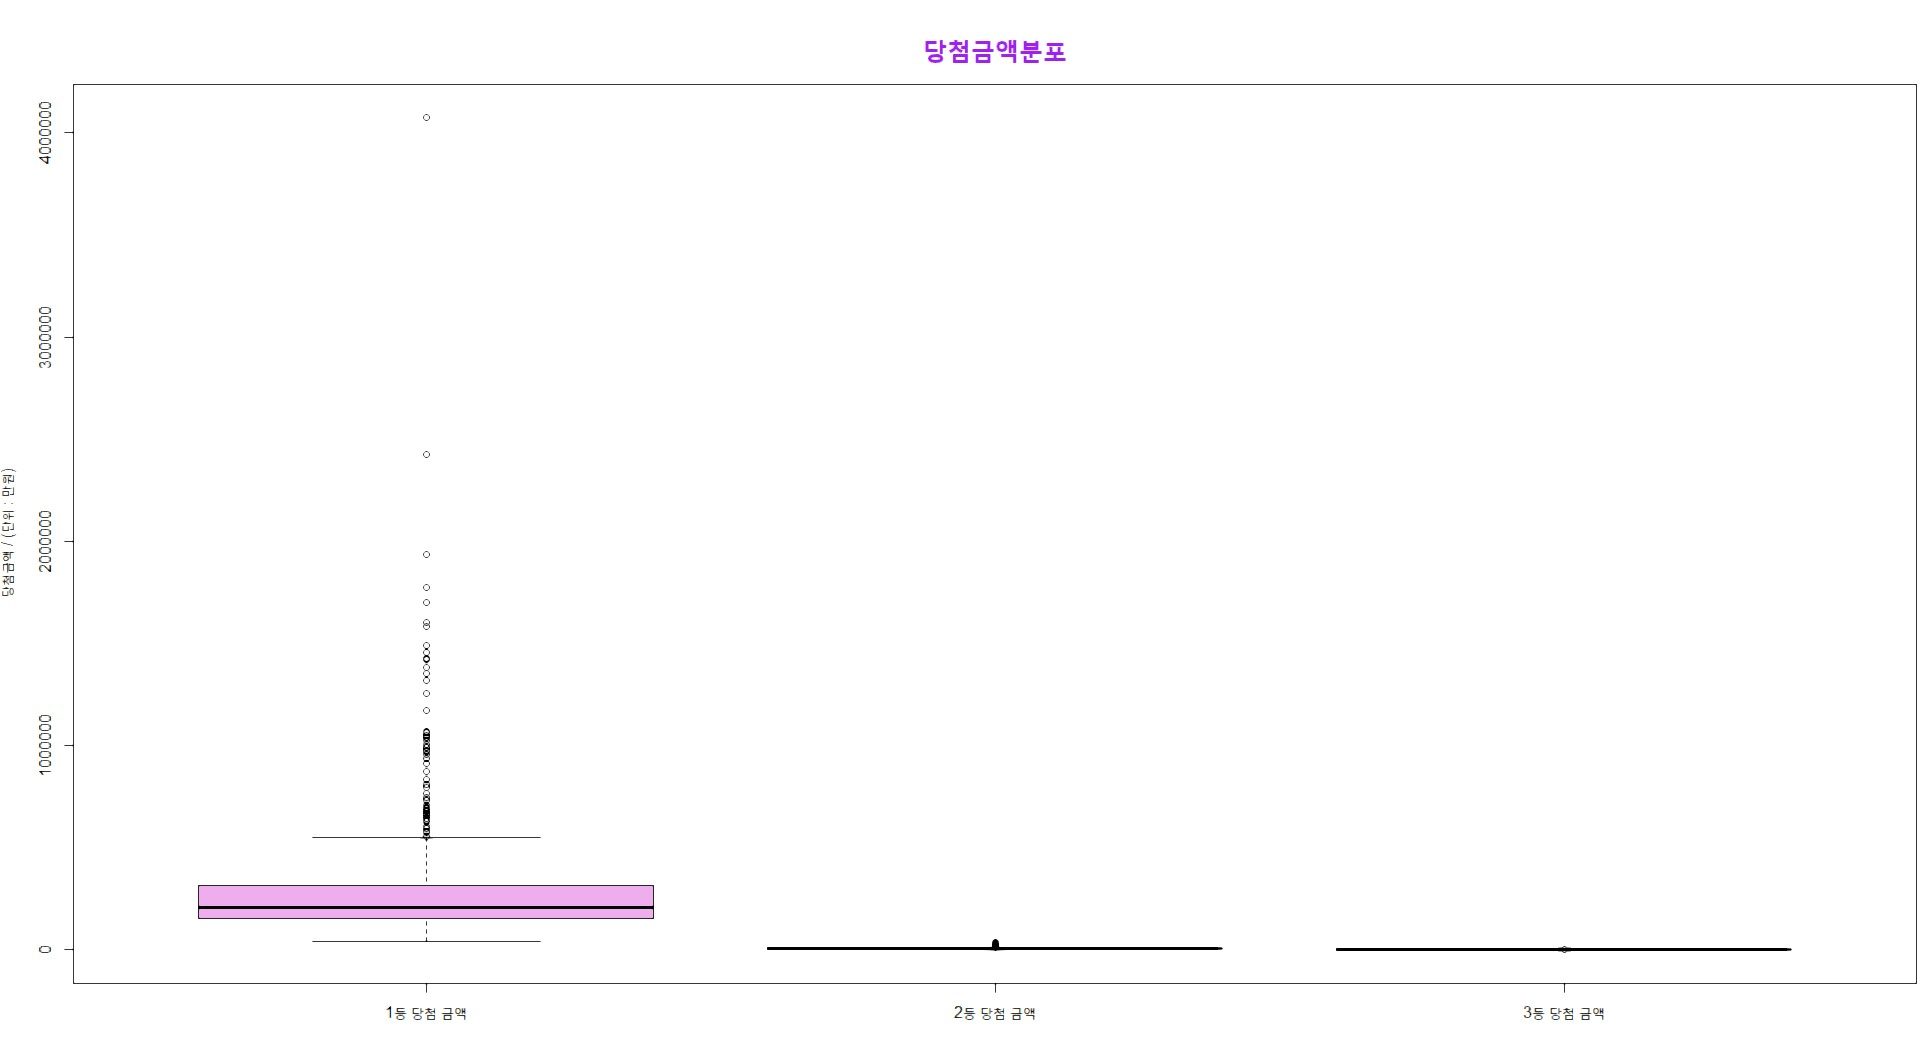 당첨금액분포
4000000
3000000
2000000
1000000
0
당첨금액 / (단위 : 만원)
1등 당첨 금액
2등 당첨 금액
3등 당첨 금액